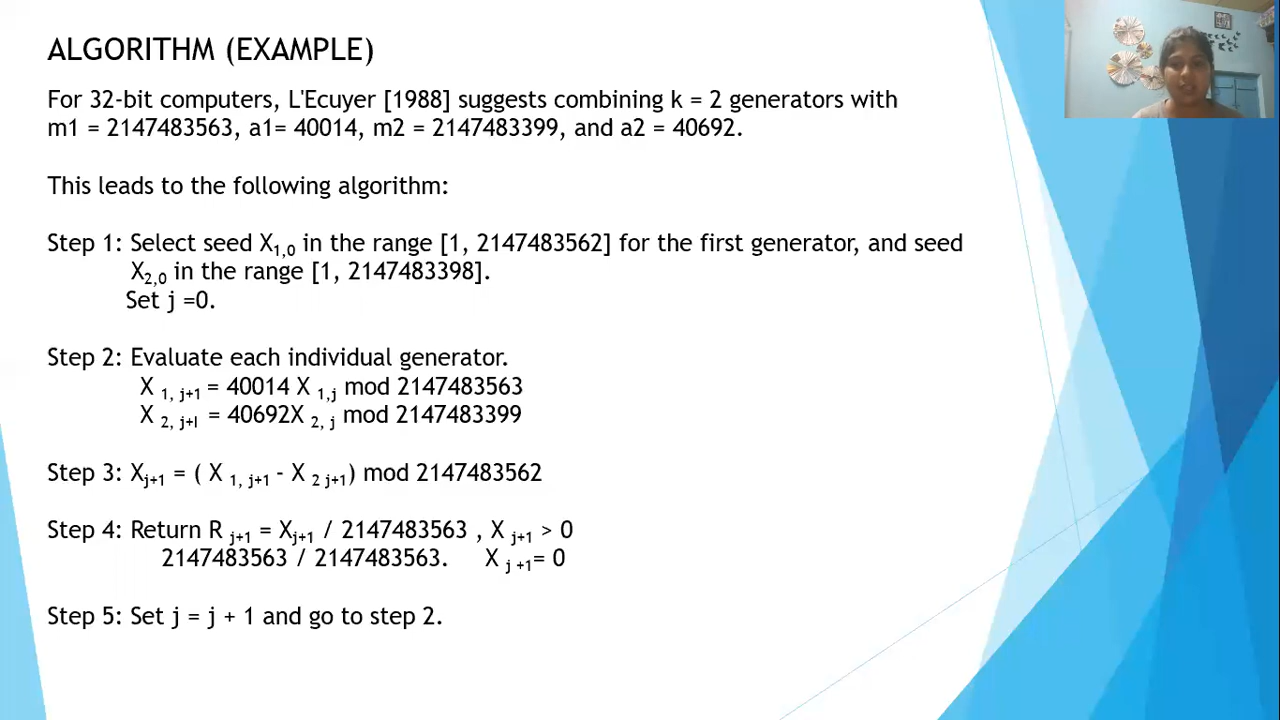 ALGORITHM (EXAMPLE)
For 32-bit computers, L'Ecuyer [1988] suggests combining k = 2 generators with
m1 = 2147483563, a1= 40014, m2 = 2147483399, and a2 = 40692.
This leads to the following algorithm:
Step 1: Select seed X1,0 in the range [1, 2147483562] for the first generator, and seed
X2,0 in the range [1, 2147483398].
Set j =0.
Step 2: Evaluate each individual generator.
X 1, j+1 = 40014 X 1,j mod 2147483563
X 2, j+l = 40692X 2, j mod 2147483399
Step 3: Xj+1 = ( X 1, j+1 - X 2 j+1) mod 2147483562
Step 4: Return R j+1 = Xj+1 / 2147483563 , X j+1 > 0
2147483563 / 2147483563. X j +1= 0
Step 5: Set j = j + 1 and go to step 2.